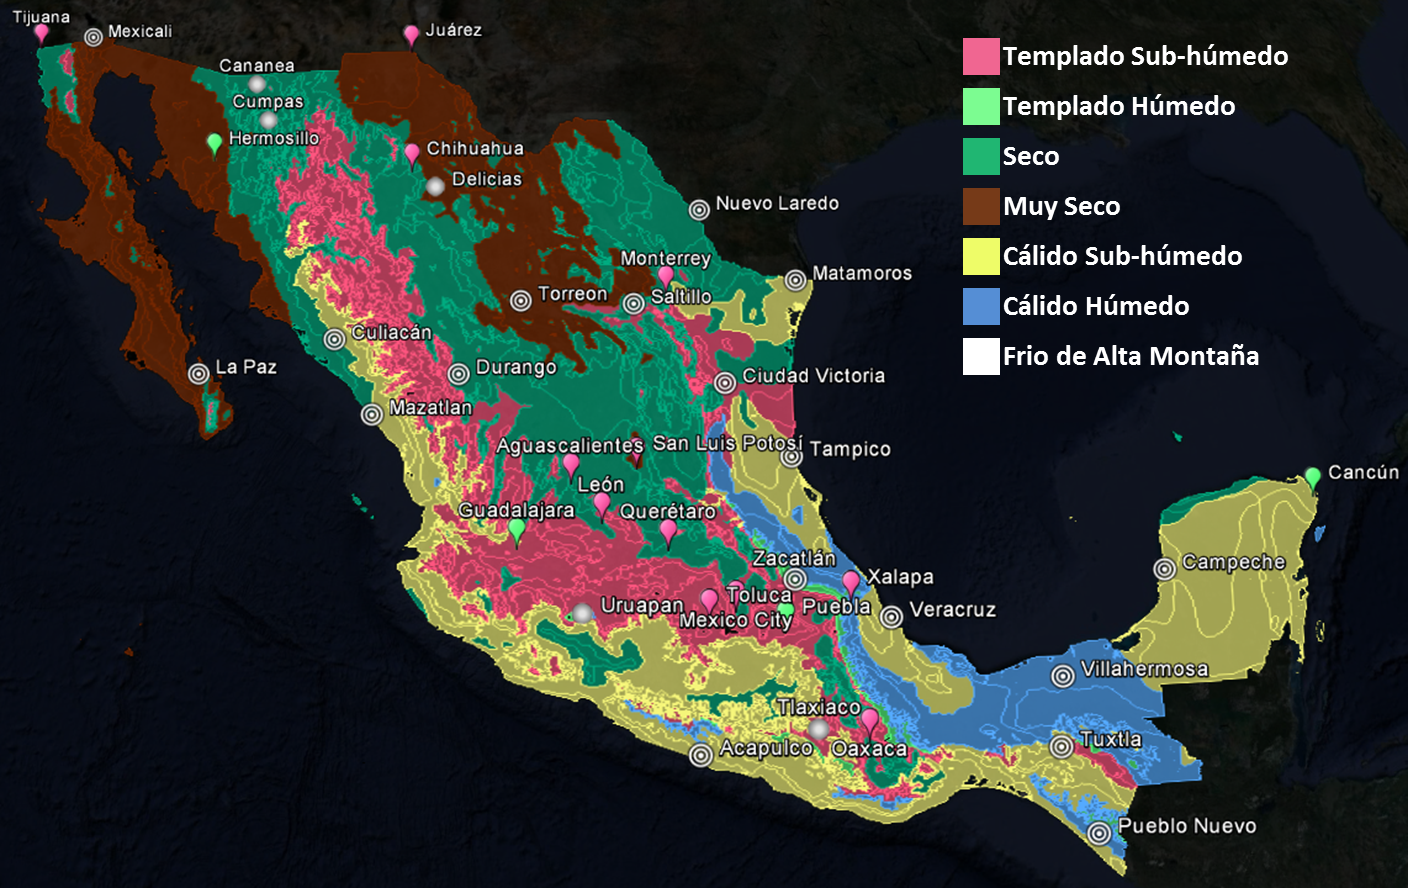 Tijuana
Mexicali
Juárez
Cananea
Cumpas
Hermosillo
Chihuahua
Delicias
Nuevo Laredo
Monterrey
Matamoros
Torreon
Saltillo
Culiacán
La Paz
Durango
Ciudad Victoria
Mazatlan
Aguascalientes
San Luis Potosí
Tampico
León
Cancún
Guadalajara
Querétaro
Zacatlán
Campeche
Xalapa
Toluca
Uruapan
Puebla
Veracruz
Mexico City
Villahermosa
Tlaxiaco
Tuxtla
Acapulco
Oaxaca
Pueblo Nuevo
Templado Sub-húmedo
Templado Húmedo
Seco
Muy Seco
Cálido Sub-húmedo
Cálido Húmedo
Frio de Alta Montaña